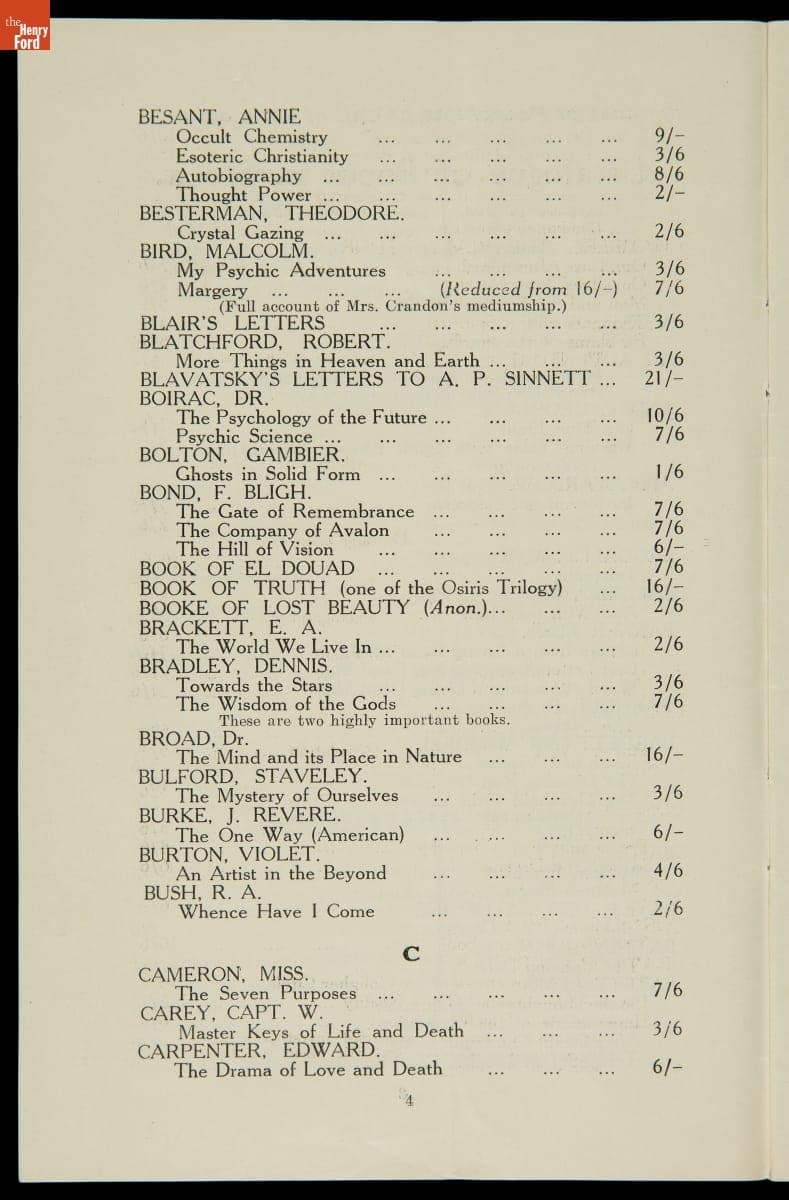 the
Henry
Ford
BESANT, ANNIE
Occult Chemistry ... ... ... ... ... 9/-
Esoteric Christianity ... ... ... ... ... 3/6
Autobiography ... ... ... ... ... ... 8/6
Thought Power ... ... ... ... ... ... 2/-
BESTERMAN, THEODORE.
Crystal Gazing ... ... ... ... ... ... 2/6
BIRD, MALCOLM.
My Psychic Adventures ... ... ... ... 3/6
Margery ... ... ... (Reduced from 16/-) 7/6
(Full account of Mrs. Crandon's mediumship.)
BLAIR'S LETTERS ... ... ... ... ... 3/6
BLATCHFORD, ROBERT.
More Things in Heaven and Earth ... ... ... 3/6
BLAVATSKY'S LETTERS TO A. P. SINNETT ... 21/-
BOIRAC, DR.
The Psychology of the Future ... ... ... ... 10/6
Psychic Science ... ... ... ... ... ... 7/6
BOLTON, GAMBIER.
Ghosts in Solid Form ... ... ... ... ... 1/6
BOND, F. BLIGH.
The Gate of Remembrance ... ... ... ... 7/6
The Company of Avalon ... ... ... ... 7/6
The Hill of Vision ... ... ... ... ... 6/-
BOOK OF EL DOUAD ... ... ... ... ... 7/6
BOOK OF TRUTH (one of the Osiris Trilogy) ... 16/-
BOOKE OF LOST BEAUTY (Anon.)... ... ... 2/6
BRACKETT, E. A.
The World We Live In ... ... ... ... ... 2/6
BRADLEY, DENNIS.
Towards the Stars ... ... ... ... ... 3/6
The Wisdom of the Gods ... ... ... ... 7/6
These are two highly important books.
BROAD, Dr.
The Mind and its Place in Nature ... ... ... 16/-
BULFORD, STAVELEY.
The Mystery of Ourselves ... ... ... ... 3/6
BURKE, J. REVERE.
The One Way (American) ... ... ... ... 6/-
BURTON, VIOLET.
An Artist in the Beyond ... ... ... ... 4/6
BUSH, R. A.
Whence Have I Come ... ... ... ... 2/6
C
CAMERON, MISS.
The Seven Purposes ... ... ... ... ... 7/6
CAREY, CAPT. W.
Master Keys of Life and Death ... ... ... 3/6
CARPENTER, EDWARD.
The Drama of Love and Death ... ... ... 6/-
4